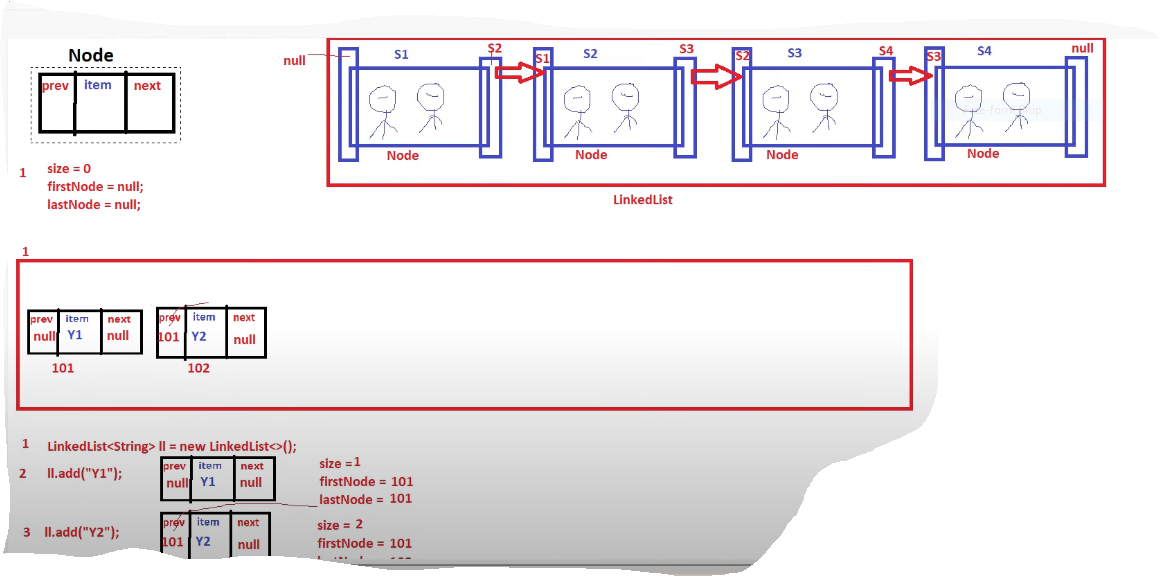 Node
prev item next
null S1 S2 S1 S2 S3 S2 S3 S4 S3 S4 null
Node Node Node Node
LinkedList
1
size = 0
firstNode = null;
lastNode = null;
1
prev item next
null Y1 null
101
prev item next
101 Y2 null
102
1 LinkedList<String> ll = new LinkedList<>();
2 ll.add("Y1");
prev item next
null Y1 null
size = 1
firstNode = 101
lastNode = 101
3 ll.add("Y2");
prev item next
101 Y2 null
size = 2
firstNode = 101